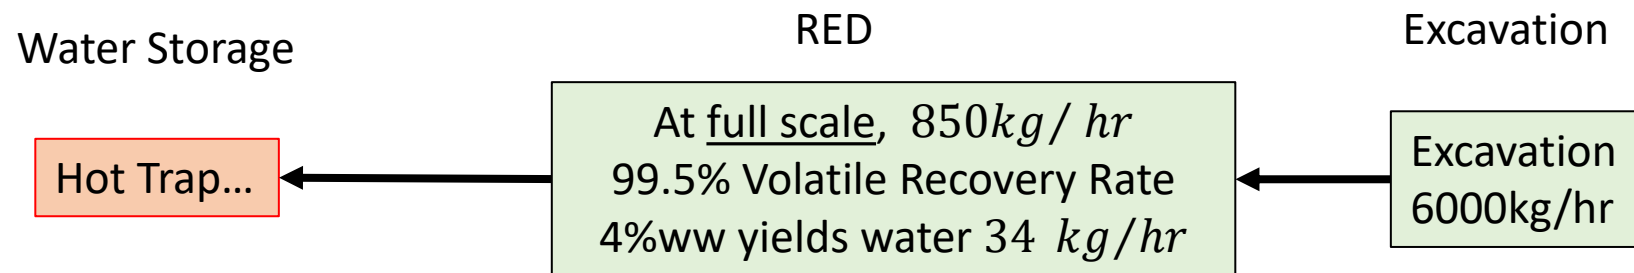 Water Storage
RED
Excavation
Hot Trap...
At full scale, 850kg/ hr
99.5% Volatile Recovery Rate
4%ww yields water 34 kg/hr
Excavation
6000kg/hr